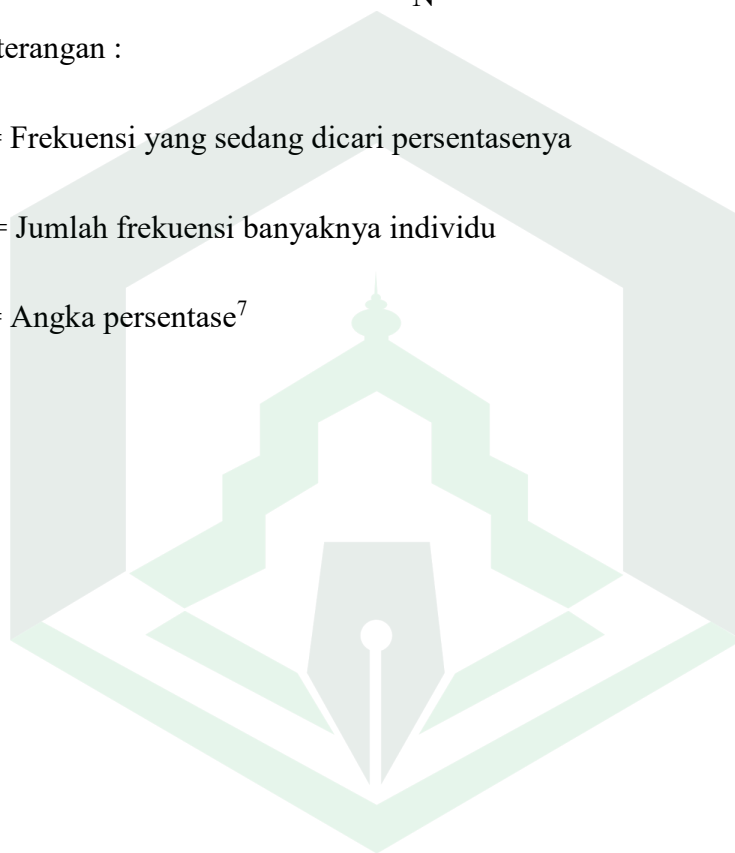 N
terangan :
= Frekuensi yang sedang dicari persentasenya
= Jumlah frekuensi banyaknya individu
= Angka persentase⁷